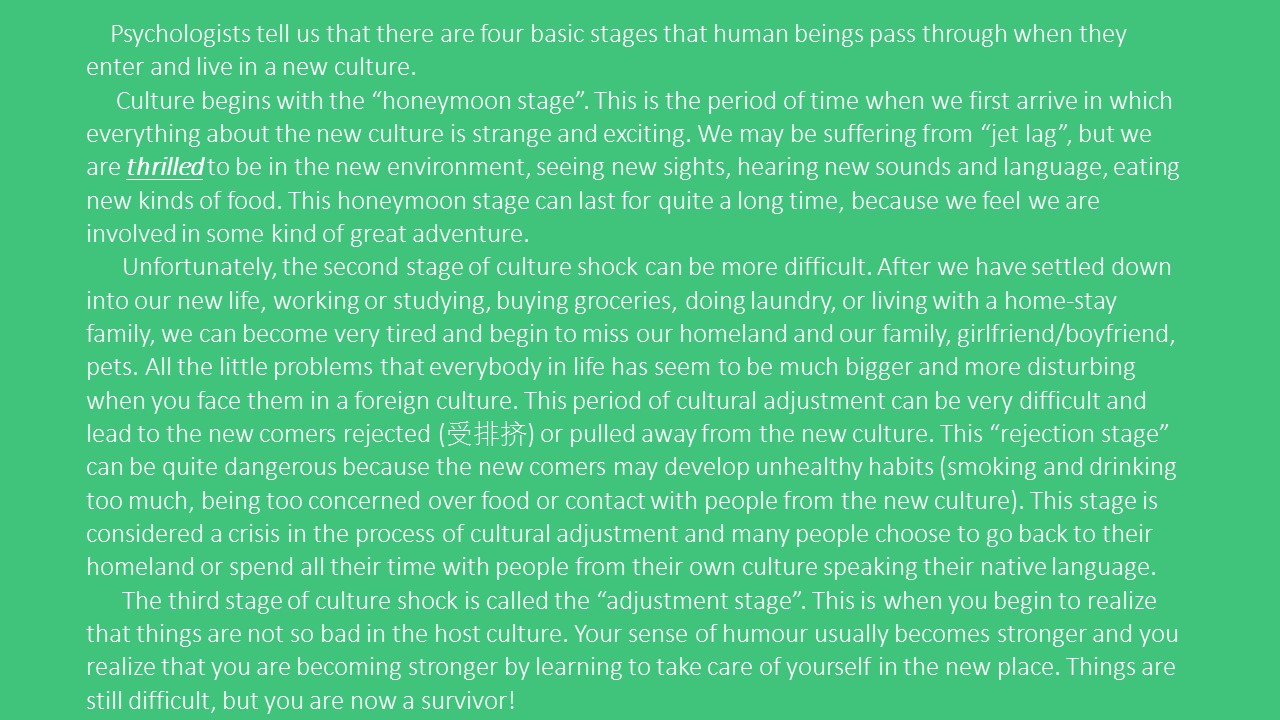 Psychologists tell us that there are four basic stages that human beings pass through when they
enter and live in a new culture.
Culture begins with the “honeymoon stage”. This is the period of time when we first arrive in which
everything about the new culture is strange and exciting. We may be suffering from “jet lag”, but we
are thrilled to be in the new environment, seeing new sights, hearing new sounds and language, eating
new kinds of food. This honeymoon stage can last for quite a long time, because we feel we are
involved in some kind of great adventure.
Unfortunately, the second stage of culture shock can be more difficult. After we have settled down
into our new life, working or studying, buying groceries, doing laundry, or living with a home-stay
family, we can become very tired and begin to miss our homeland and our family, girlfriend/boyfriend,
pets. All the little problems that everybody in life has seem to be much bigger and more disturbing
when you face them in a foreign culture. This period of cultural adjustment can be very difficult and
lead to the new comers rejected (受排挤) or pulled away from the new culture. This “rejection stage”
can be quite dangerous because the new comers may develop unhealthy habits (smoking and drinking
too much, being too concerned over food or contact with people from the new culture). This stage is
considered a crisis in the process of cultural adjustment and many people choose to go back to their
homeland or spend all their time with people from their own culture speaking their native language.
The third stage of culture shock is called the “adjustment stage”. This is when you begin to realize
that things are not so bad in the host culture. Your sense of humour usually becomes stronger and you
realize that you are becoming stronger by learning to take care of yourself in the new place. Things are
still difficult, but you are now a survivor!